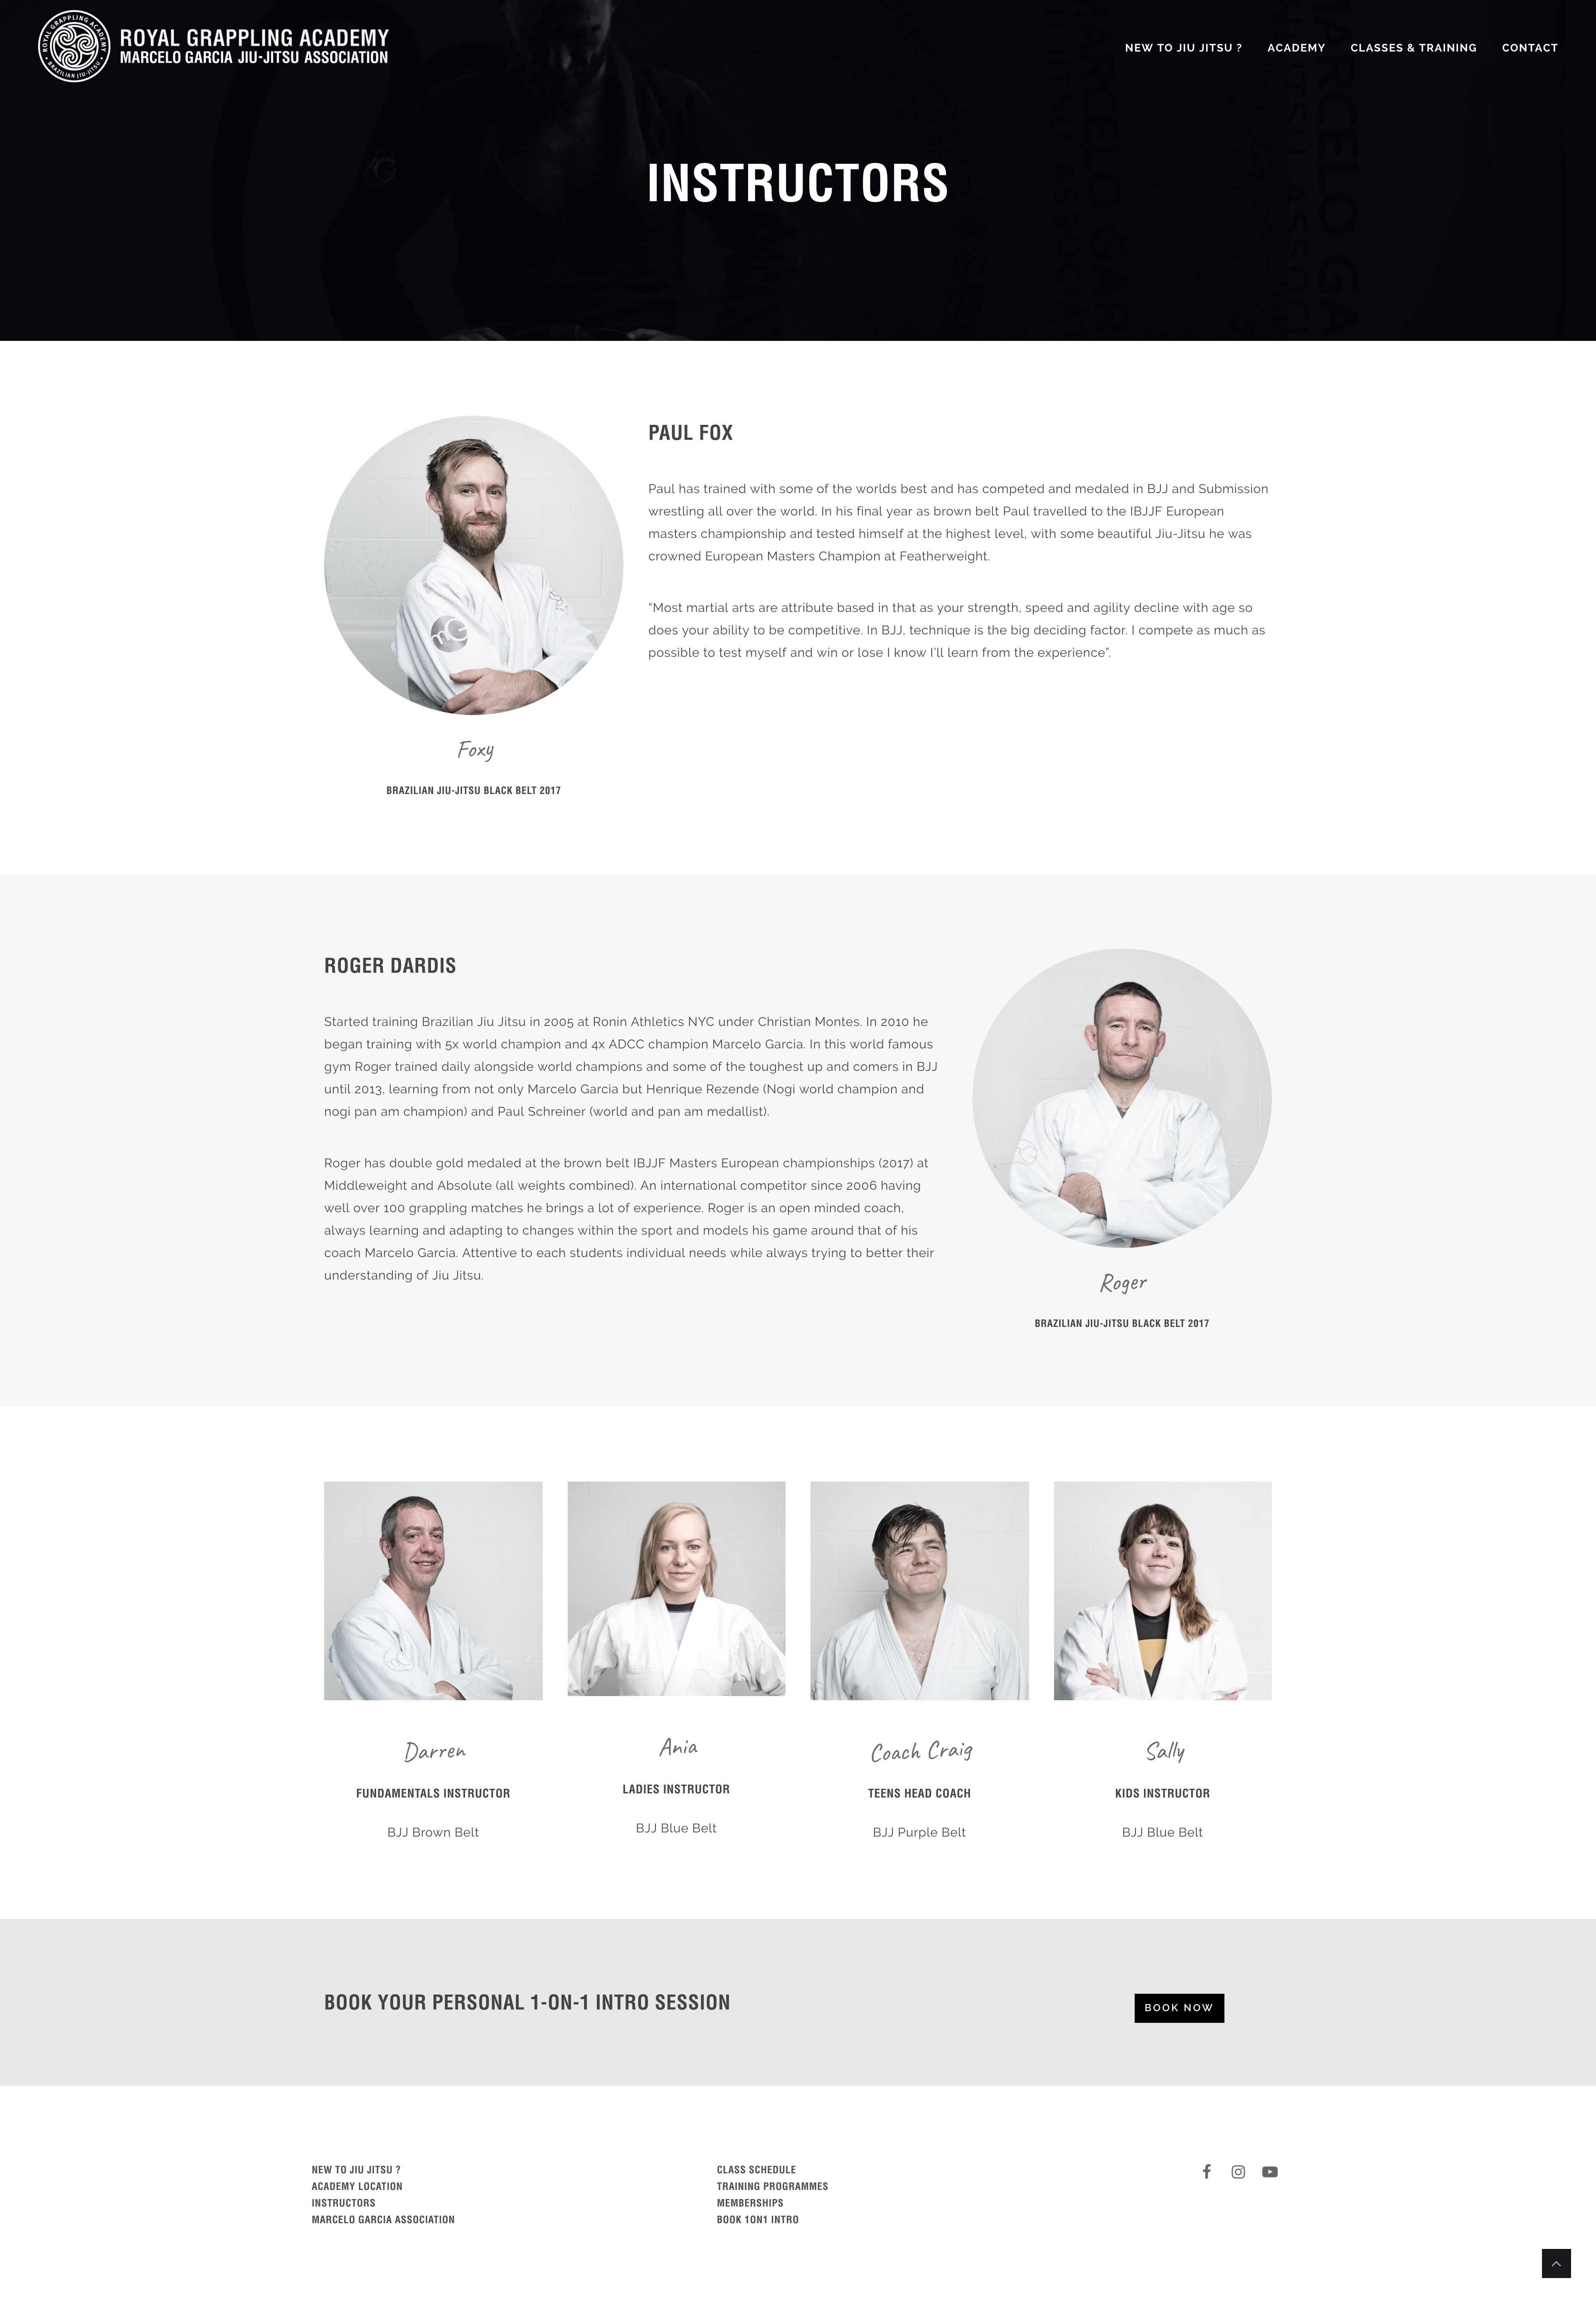 ROYAL GRAPPLING ACADEMY
BRAZILIAN JIU-JITSU
ROYAL GRAPPLING ACADEMY
MARCELO GARCIA JIU-JITSU ASSOCIATION
NEW TO JIU JITSU ? ACADEMY CLASSES & TRAINING CONTACT
INSTRUCTORS
PAUL FOX
Paul has trained with some of the worlds best and has competed and medaled in BJJ and Submission
wrestling all over the world. In his final year as brown belt Paul travelled to the IBJJF European
masters championship and tested himself at the highest level, with some beautiful Jiu-Jitsu he was
crowned European Masters Champion at Featherweight.
“Most martial arts are attribute based in that as your strength, speed and agility decline with age so
does your ability to be competitive. In BJJ, technique is the big deciding factor. I compete as much as
possible to test myself and win or lose I know I’ll learn from the experience”.
Foxy
BRAZILIAN JIU-JITSU BLACK BELT 2017
ROGER DARDIS
Started training Brazilian Jiu Jitsu in 2005 at Ronin Athletics NYC under Christian Montes. In 2010 he
began training with 5x world champion and 4x ADCC champion Marcelo Garcia. In this world famous
gym Roger trained daily alongside world champions and some of the toughest up and comers in BJJ
until 2013, learning from not only Marcelo Garcia but Henrique Rezende (Nogi world champion and
nogi pan am champion) and Paul Schreiner (world and pan am medallist).
Roger has double gold medaled at the brown belt IBJJF Masters European championships (2017) at
Middleweight and Absolute (all weights combined). An international competitor since 2006 having
well over 100 grappling matches he brings a lot of experience. Roger is an open minded coach,
always learning and adapting to changes within the sport and models his game around that of his
coach Marcelo Garcia. Attentive to each students individual needs while always trying to better their
understanding of Jiu Jitsu.
Roger
BRAZILIAN JIU-JITSU BLACK BELT 2017
Darren
FUNDAMENTALS INSTRUCTOR
BJJ Brown Belt
Ania
LADIES INSTRUCTOR
BJJ Blue Belt
Coach Craig
TEENS HEAD COACH
BJJ Purple Belt
Sally
KIDS INSTRUCTOR
BJJ Blue Belt
BOOK YOUR PERSONAL 1-ON-1 INTRO SESSION
BOOK NOW
NEW TO JIU JITSU ?
ACADEMY LOCATION
INSTRUCTORS
MARCELO GARCIA ASSOCIATION
CLASS SCHEDULE
TRAINING PROGRAMMES
MEMBERSHIPS
BOOK 1ON1 INTRO